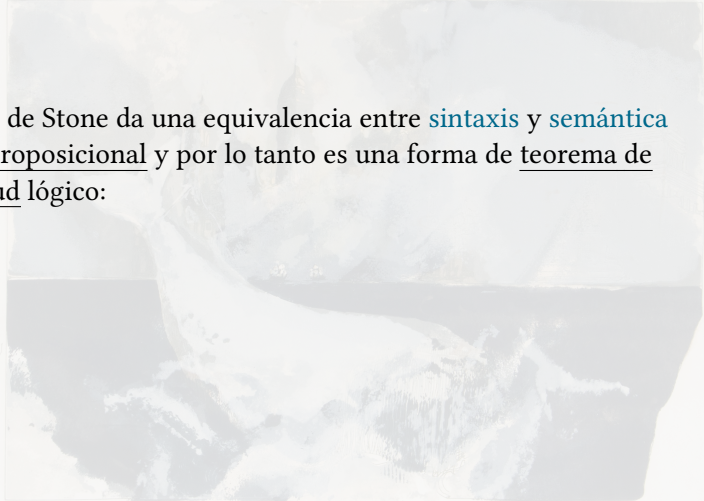 de Stone da una equivalencia entre sintaxis y semántica
roposicional y por lo tanto es una forma de teorema de
ud lógico: